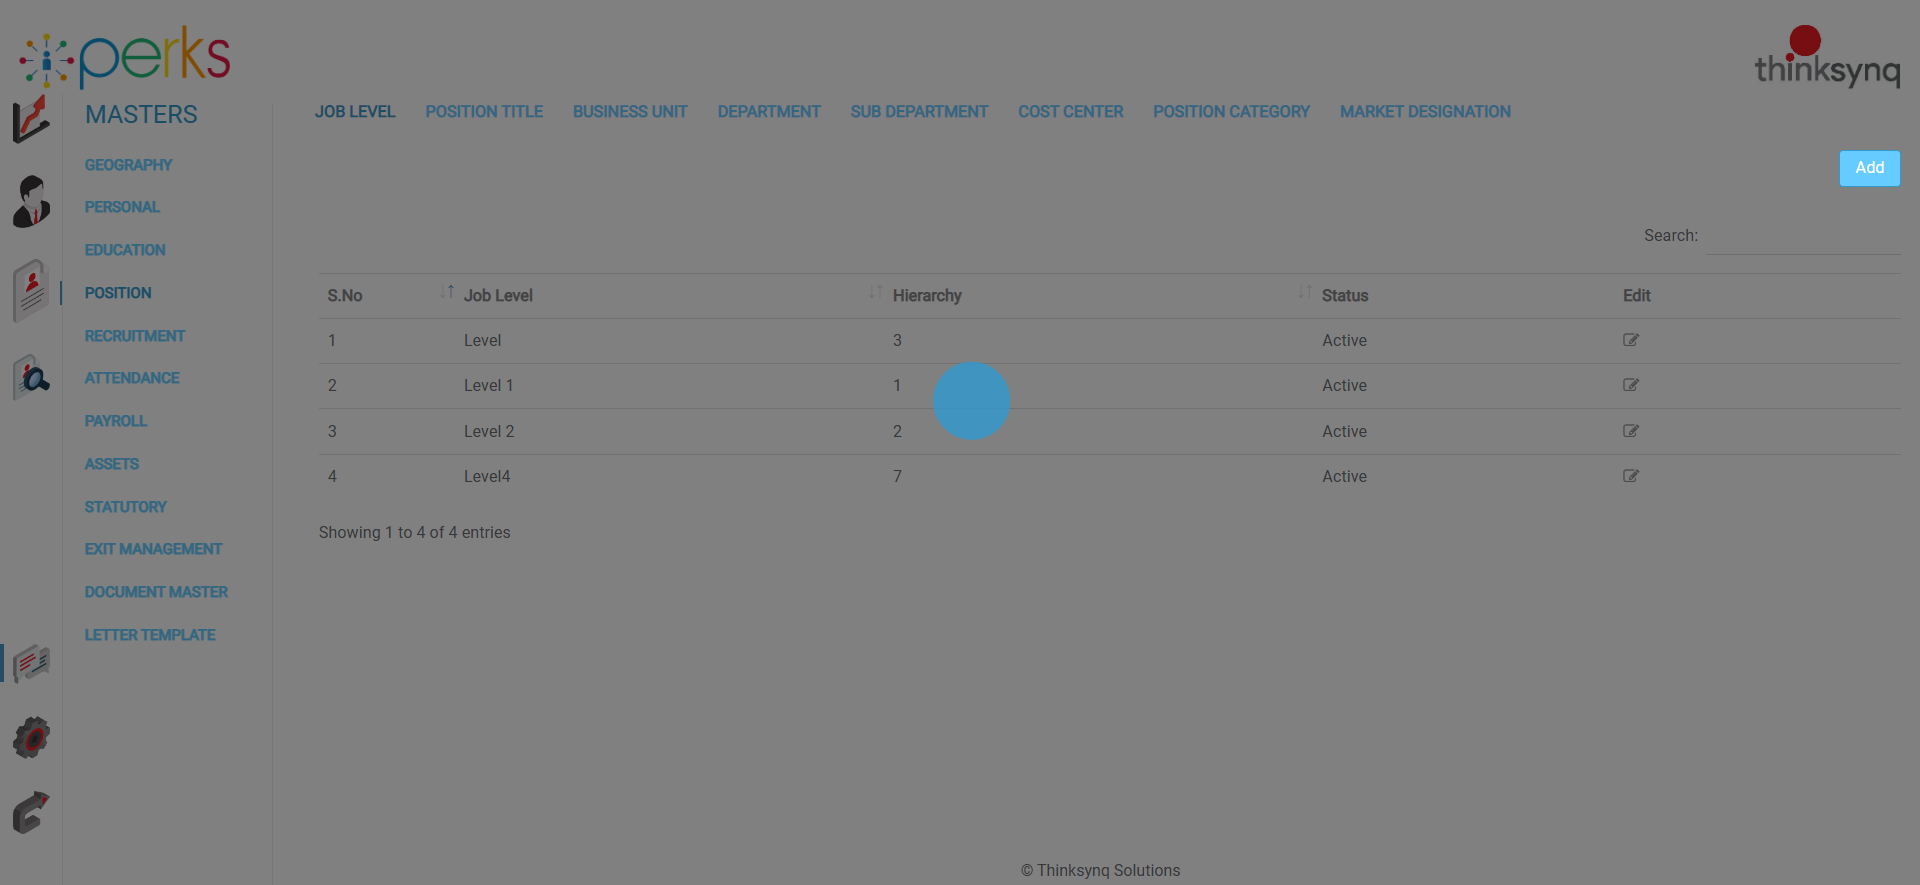 perks
thinksynq
MASTERS
JOB LEVEL POSITION TITLE BUSINESS UNIT DEPARTMENT SUB DEPARTMENT COST CENTER POSITION CATEGORY MARKET DESIGNATION
GEOGRAPHY
PERSONAL
EDUCATION
POSITION
RECRUITMENT
ATTENDANCE
PAYROLL
ASSETS
STATUTORY
EXIT MANAGEMENT
DOCUMENT MASTER
LETTER TEMPLATE
Add
Search:
S.No Job Level Hierarchy Status Edit
1 Level 3 Active
2 Level 1 1 Active
3 Level 2 2 Active
4 Level4 7 Active
Showing 1 to 4 of 4 entries
© Thinksynq Solutions